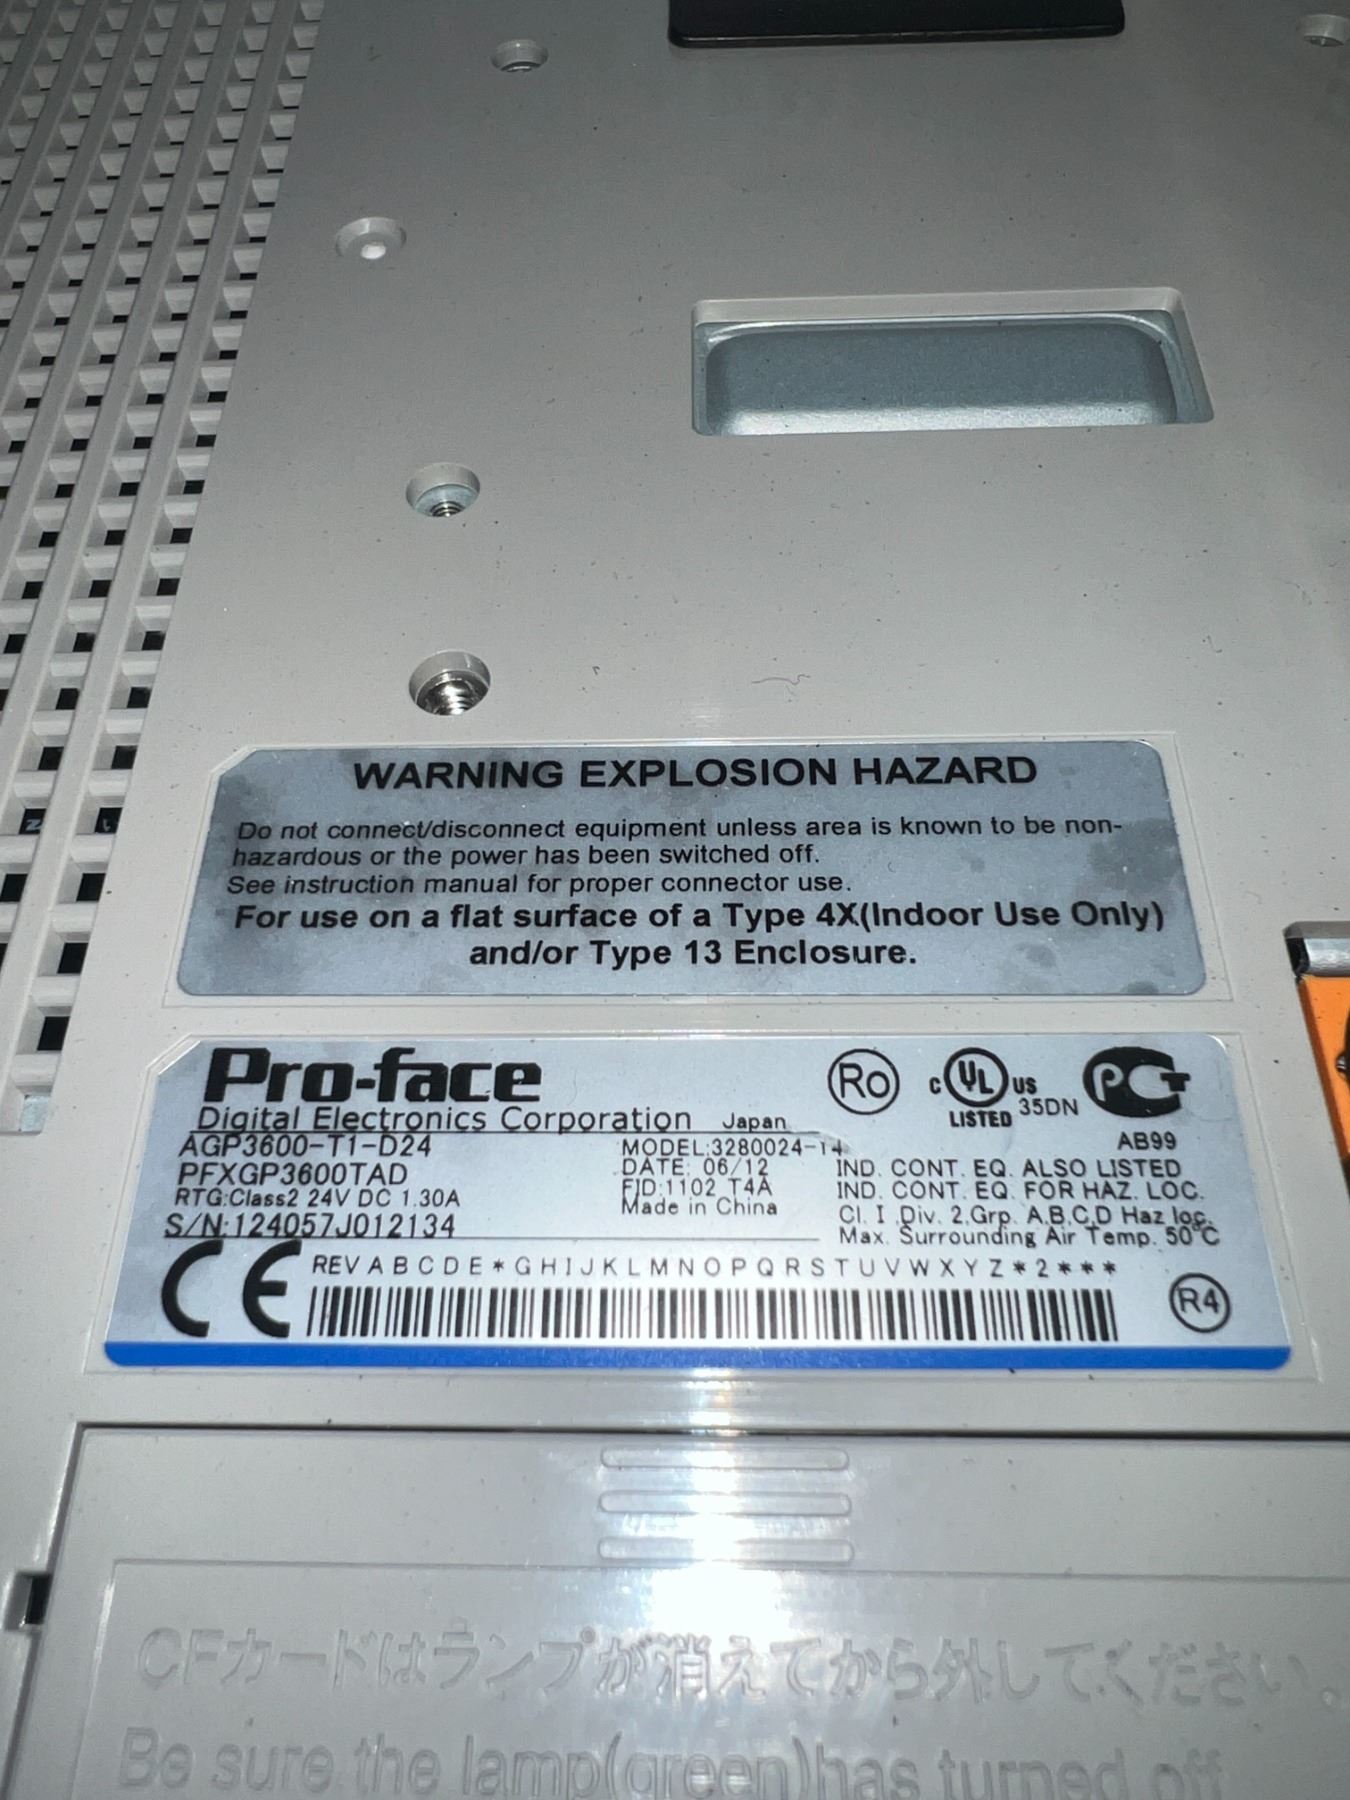 WARNING EXPLOSION HAZARD
Do not connect/disconnect equipment unless area is known to be non-
hazardous or the power has been switched off.
See instruction manual for proper connector use.
For use on a flat surface of a Type 4X(Indoor Use Only)
and/or Type 13 Enclosure.
Pro-face
Digital Electronics Corporation Japan
AGP3600-T1-D24
PFXGP3600TAD
RTG:Class2 24V DC 1.30A
S/N:124057J012134
MODEL:3280024-14
DATE: 06/12
FID:1102 T4A
Made in China
Ro
C UL US
LISTED 35DN
PCT
AB99
IND. CONT. EQ. ALSO LISTED
IND. CONT. EQ. FOR HAZ. LOC.
Cl. I ,Div. 2,Grp. A,B,C,D Haz loc.
Max. Surrounding Air Temp. 50°C
CE
REV A B C D E * G H I J K L M N O P Q R S T U V W X Y Z * 2 * * *
R4
CFカードはランプが消えてから外してください。
Be sure the lamp(green)has turned off